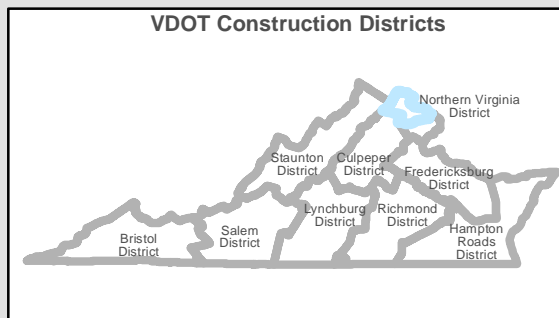 VDOT Construction Districts
Northern Virginia
District
Staunton
District
Culpeper
District
Fredericksburg
District
Lynchburg
District
Richmond
District
Bristol
District
Salem
District
Hampton
Roads
District